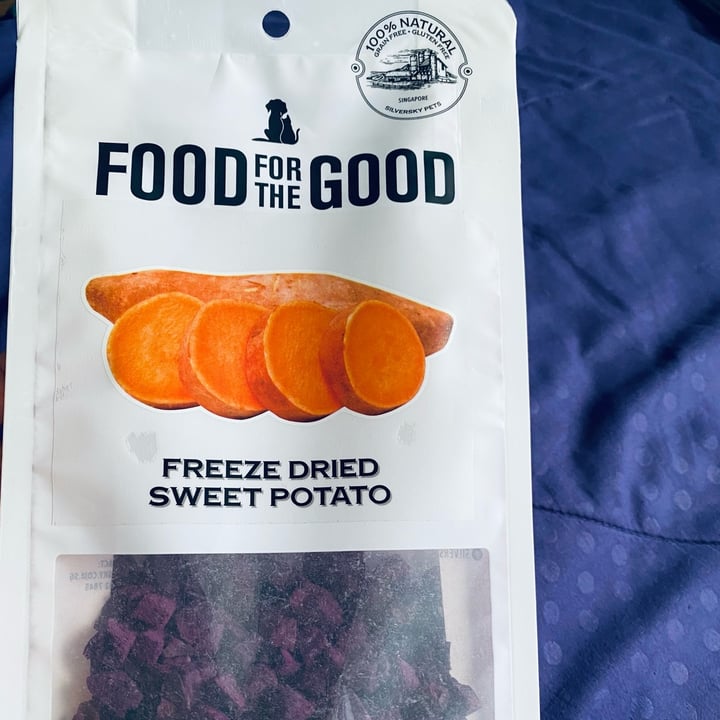 100% NATURAL
GRAIN FREE • GLUTEN FREE
SINGAPORE
SILVERSKY PETS
FOOD FOR THE GOOD
FREEZE DRIED
SWEET POTATO